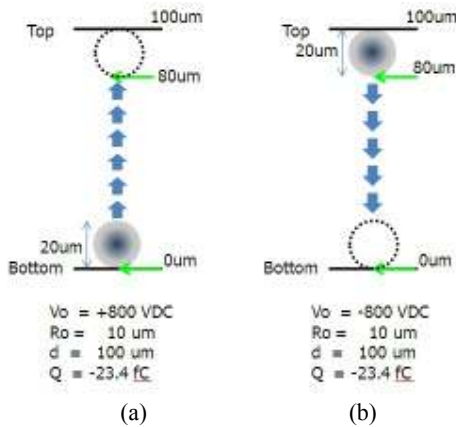 100um
Top
80um
20um
0um
Bottom
Vo = +800 VDC
Ro = 10 um
d = 100 um
Q = -23.4 fC
(a)
100um
Top
20um
80um
0um
Bottom
Vo = -800 VDC
Ro = 10 um
d = 100 um
Q = -23.4 fC
(b)